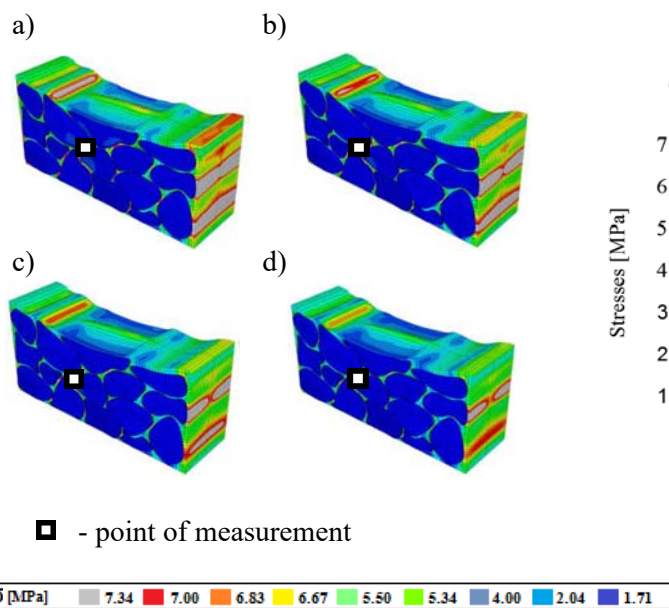 a)
b)
c)
d)
7
6
5
4
3
2
1
Stresses [MPa]
- point of measurement
[MPa] 7.34 7.00 6.83 6.67 5.50 5.34 4.00 2.04 1.71